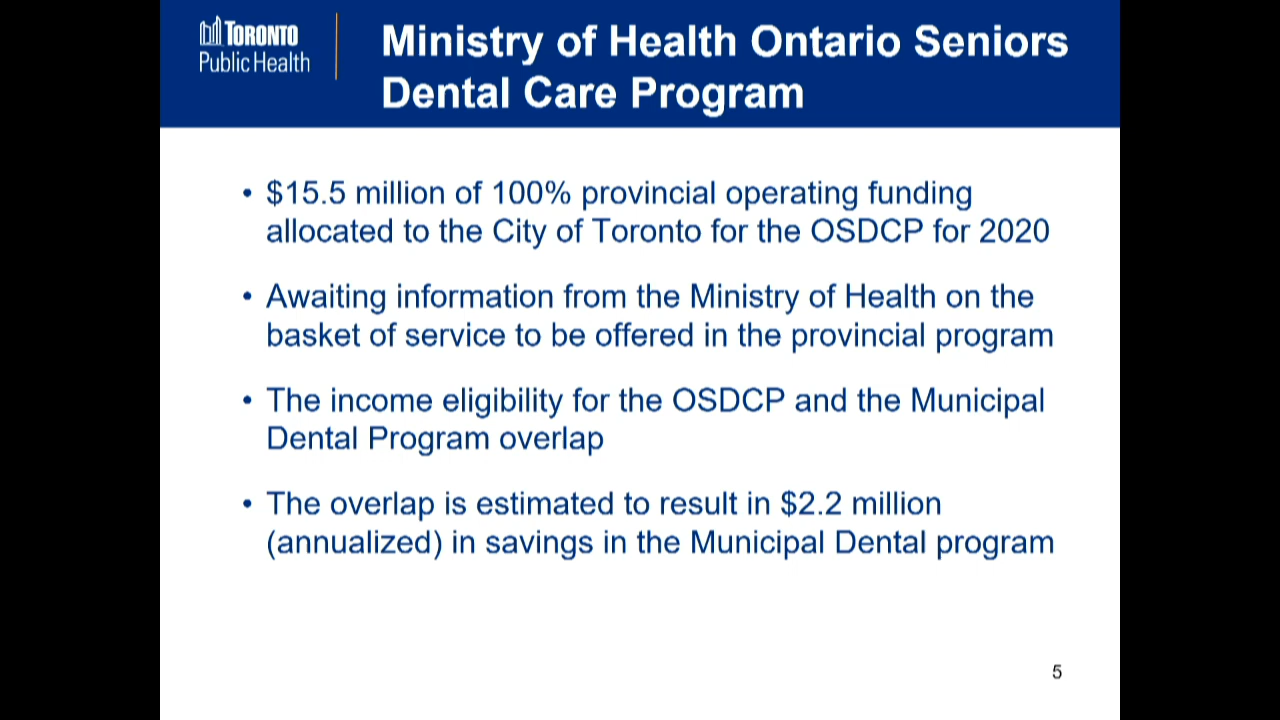 TORONTO
Public Health
Ministry of Health Ontario Seniors
Dental Care Program
• $15.5 million of 100% provincial operating funding
allocated to the City of Toronto for the OSDCP for 2020
• Awaiting information from the Ministry of Health on the
basket of service to be offered in the provincial program
• The income eligibility for the OSDCP and the Municipal
Dental Program overlap
• The overlap is estimated to result in $2.2 million
(annualized) in savings in the Municipal Dental program
5